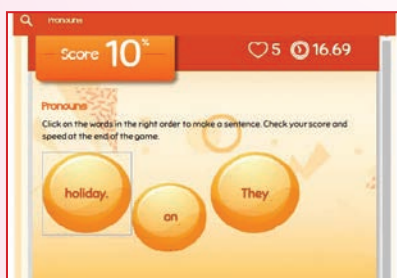 Pronouns
Score 10%
5 16.69
Pronouns
Click on the words in the right order to make a sentence. Check your score and
speed at the end of the game.
holiday.
on
They